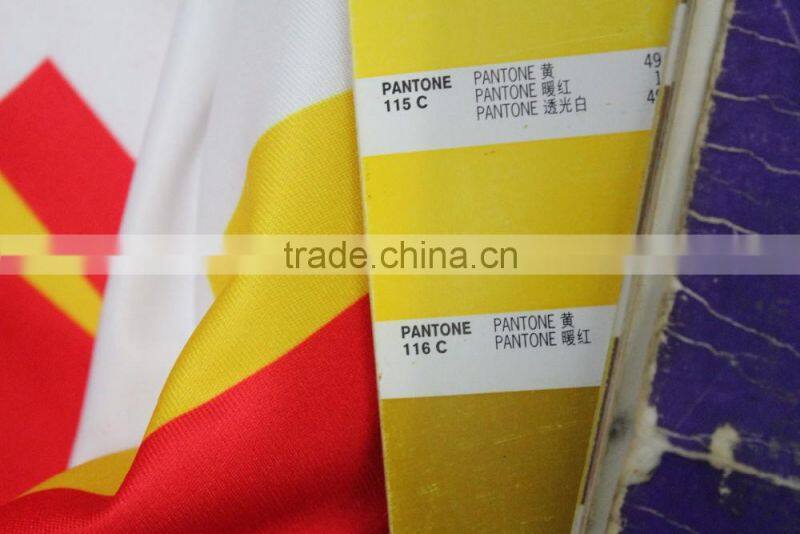 PANTONE
115 C
PANTONE 黄 49
PANTONE 暖红 1
PANTONE 透光白 49
trade.china.cn
PANTONE
116 C
PANTONE 黄
PANTONE 暖红